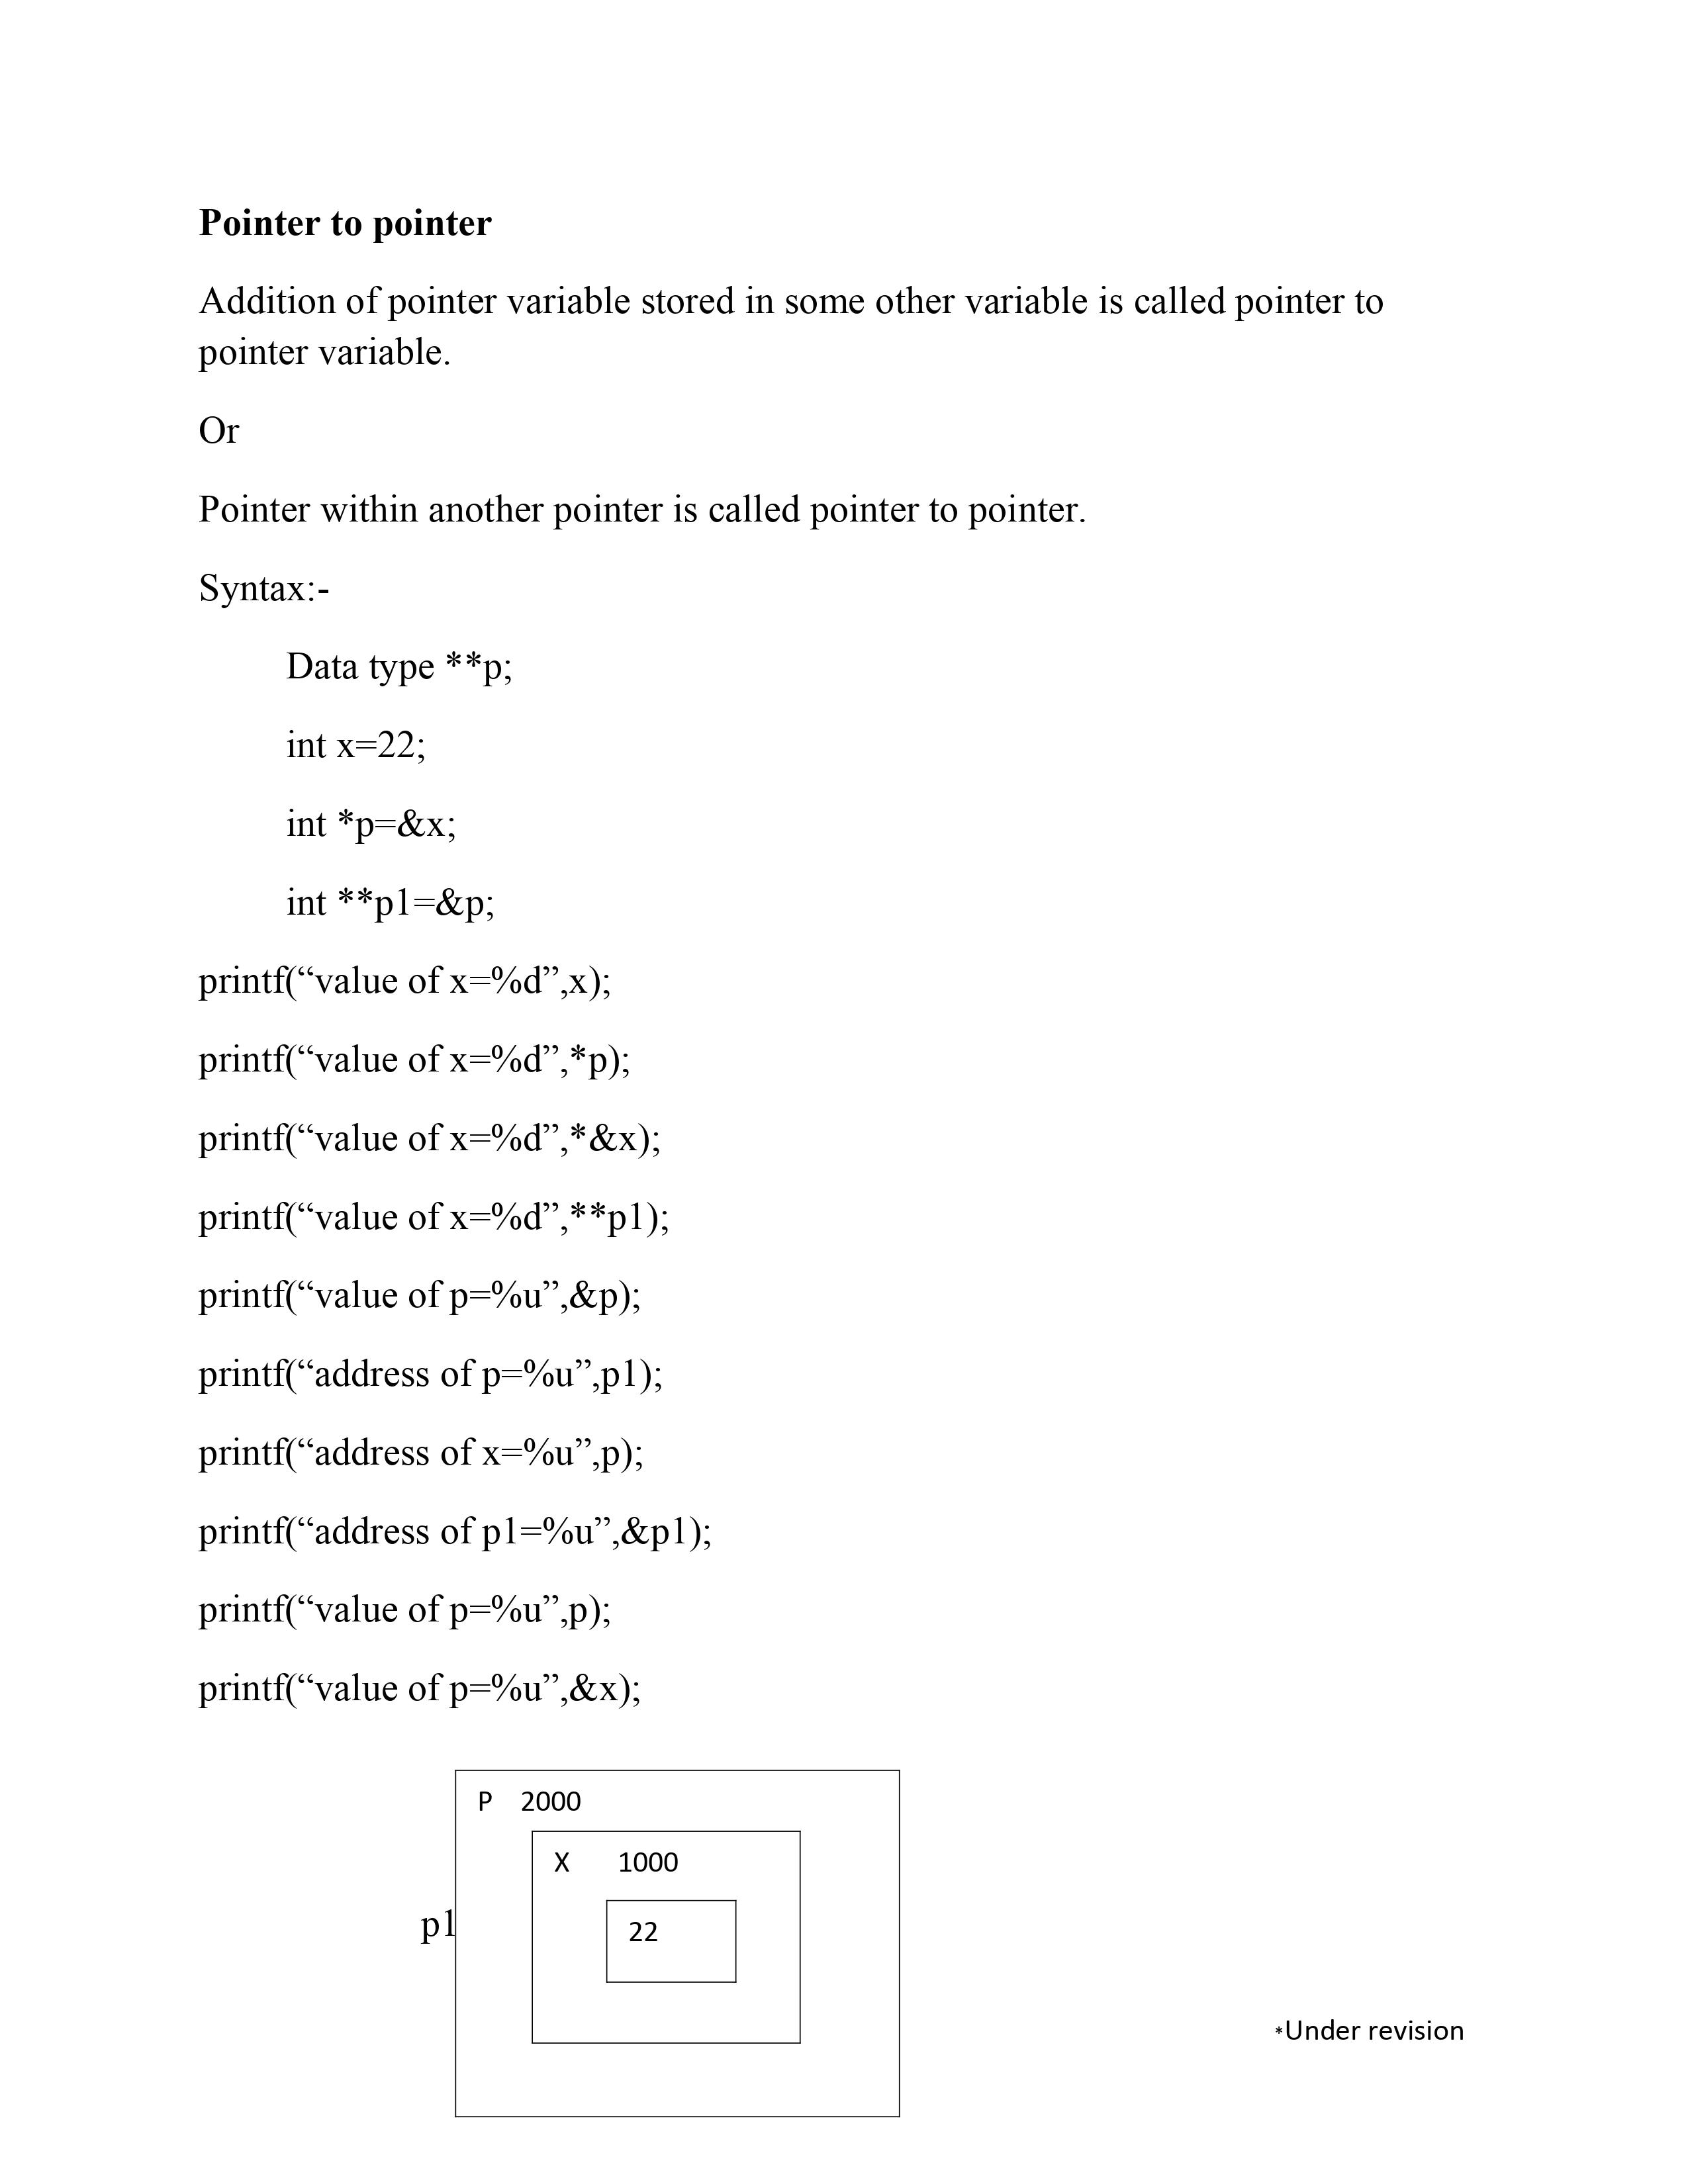 Pointer to pointer
Addition of pointer variable stored in some other variable is called pointer to
pointer variable.
Or
Pointer within another pointer is called pointer to pointer.
Syntax:-
Data type **p;
int x=22;
int *p=&x;
int **p1=&p;
printf(“value of x=%d”,x);
printf(“value of x=%d”,*p);
printf(“value of x=%d”,*&x);
printf(“value of x=%d”,**p1);
printf(“value of p=%u”,&p);
printf(“address of p=%u”,p1);
printf(“address of x=%u”,p);
printf(“address of p1=%u”,&p1);
printf(“value of p=%u”,p);
printf(“value of p=%u”,&x);
P 2000
X 1000
p1
22
*Under revision